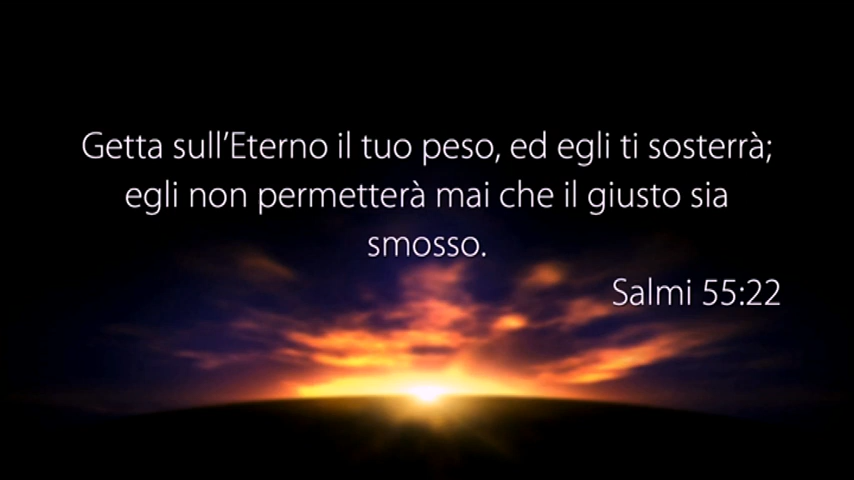 Getta sull’Eterno il tuo peso, ed egli ti sosterrà;
egli non permetterà mai che il giusto sia
smosso.
Salmi 55:22